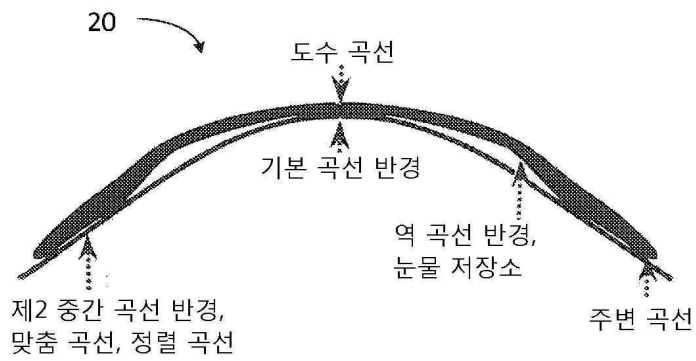 20
도수 곡선
기본 곡선 반경
역 곡선 반경,
눈물 저장소
제2 중간 곡선 반경,
맞춤 곡선, 정렬 곡선
주변 곡선